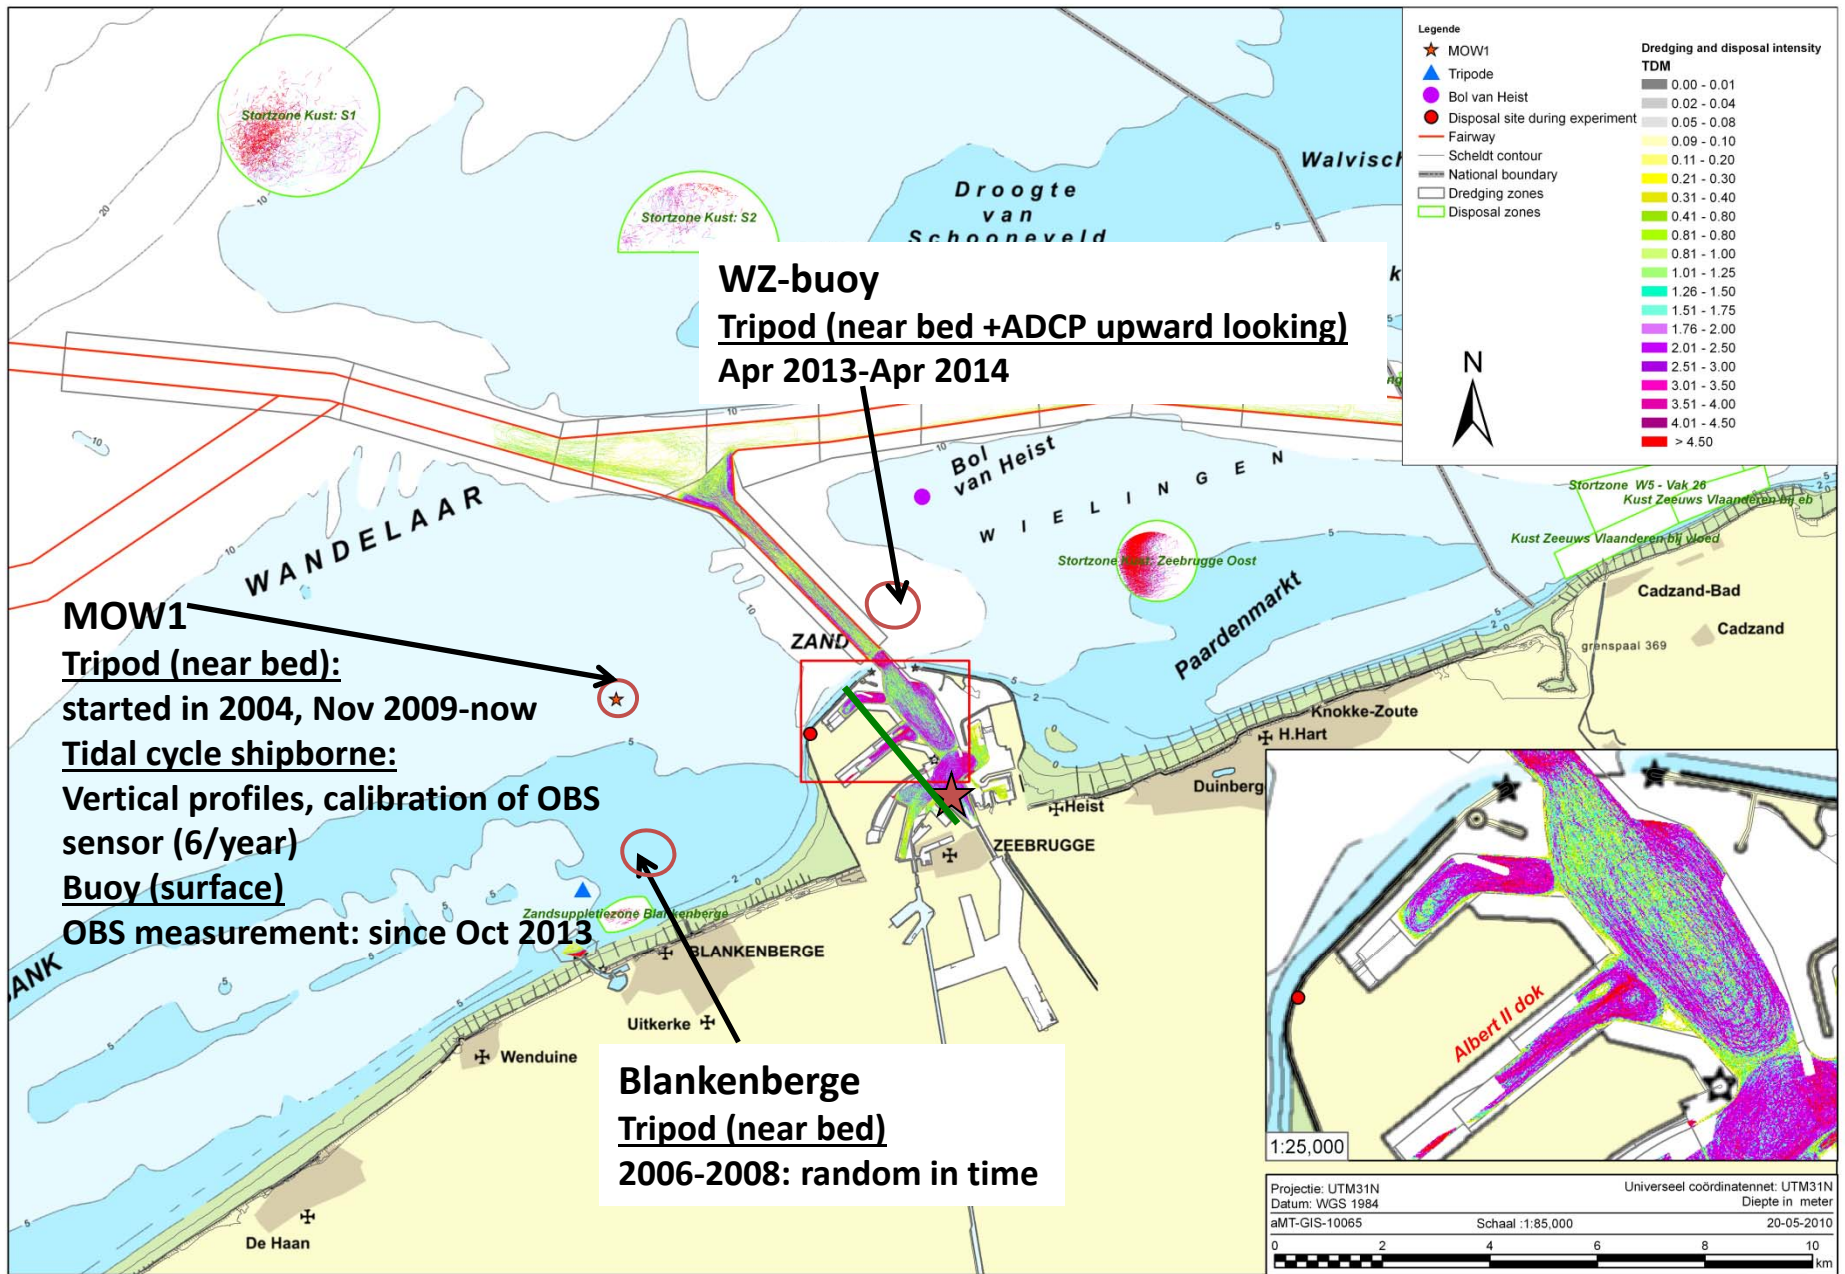 Legende
MOW1
Tripode
Bol van Heist
Disposal site during experiment
Fairway
Scheldt contour
National boundary
Dredging zones
Disposal zones
Dredging and disposal intensity
TDM
0.00 - 0.01
0.02 - 0.04
0.05 - 0.08
0.09 - 0.10
0.11 - 0.20
0.21 - 0.30
0.31 - 0.40
0.41 - 0.80
0.81 - 0.80
0.81 - 1.00
1.01 - 1.25
1.26 - 1.50
1.51 - 1.75
1.76 - 2.00
2.01 - 2.50
2.51 - 3.00
3.01 - 3.50
3.51 - 4.00
4.01 - 4.50
> 4.50
N
Stortzone Kust: S1
Stortzone Kust: S2
Droogte
van
Schooneveld
Walvisch
WZ-buoy
Tripod (near bed +ADCP upward looking)
Apr 2013-Apr 2014
Bol
van Heist
WIELINGEN
WANDELAAR
Stortzone W5 - Vak 26
Kust Zeeuws Vlaanderen bij eb
Kust Zeeuws Vlaanderen bij vloed
Stortzone Kust: Zeebrugge Oost
Paardenmarkt
Cadzand-Bad
Cadzand
grenspaal 369
MOW1
Tripod (near bed):
started in 2004, Nov 2009-now
Tidal cycle shipborne:
Vertical profiles, calibration of OBS
sensor (6/year)
Buoy (surface)
OBS measurement: since Oct 2013
ZAND
Knokke-Zoute
H.Hart
Duinberg
Heist
ZEEBRUGGE
Zandsuppletiezone Blankenberge
BLANKENBERGE
BANK
Uitkerke
Wenduine
De Haan
Blankenberge
Tripod (near bed)
2006-2008: random in time
Albert II dok
1:25,000
Projectie: UTM31N
Datum: WGS 1984
Universeel coördinatennet: UTM31N
Diepte in meter
aMT-GIS-10065
Schaal :1:85,000
20-05-2010
0 2 4 6 8 10
km